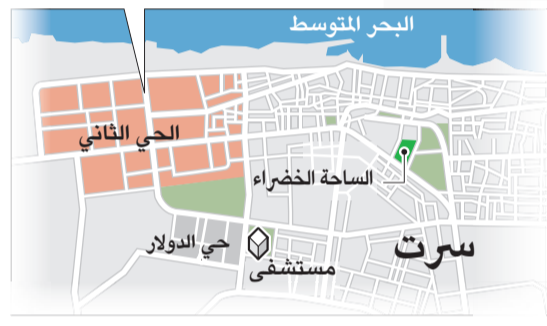 البحر المتوسط
الحي الثاني
الساحة الخضراء
سرت
حي الدولار
مستشفى